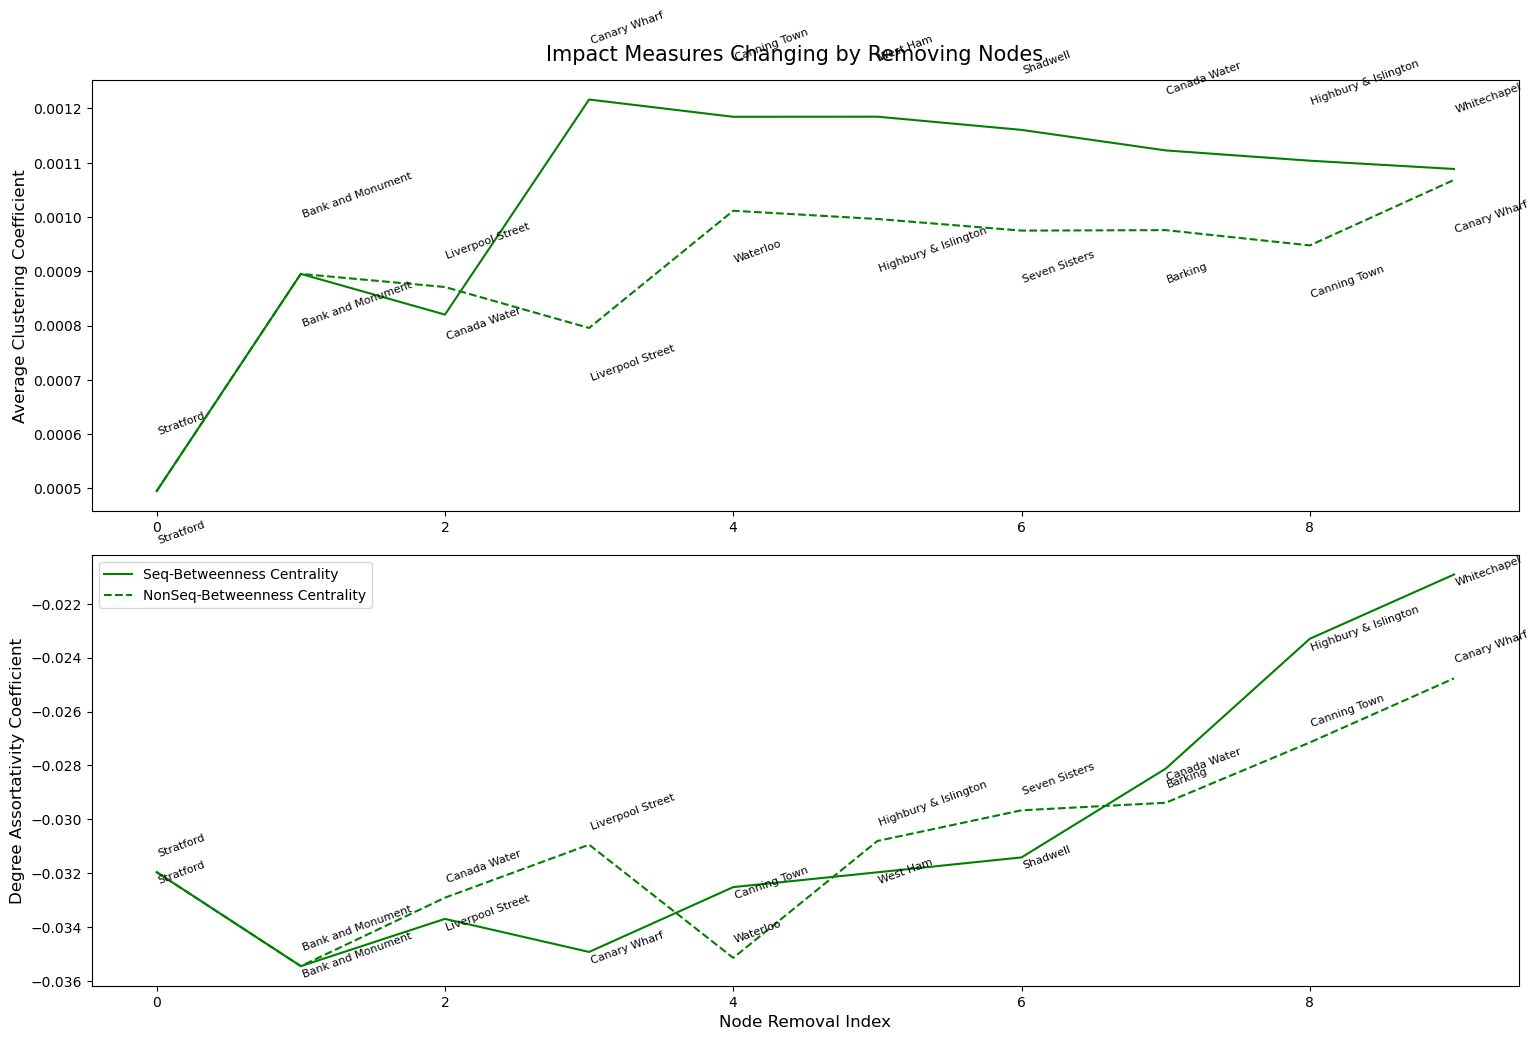 Canary Wharf
Canning Town
West Ham
Impact Measures Changing by Removing Nodes
Shadwell
Canada Water
Highbury & Islington
Whitechapel
0.0012
0.0011
0.0010
0.0009
0.0008
0.0007
0.0006
0.0005
Average Clustering Coefficient
Bank and Monument
Liverpool Street
Bank and Monument
Canada Water
Liverpool Street
Waterloo
Highbury & Islington
Seven Sisters
Barking
Canning Town
Canary Wharf
Stratford
Stratford
0
2
4
6
8
Seq-Betweenness Centrality
NonSeq-Betweenness Centrality
−0.022
−0.024
−0.026
−0.028
−0.030
−0.032
−0.034
−0.036
Degree Assortativity Coefficient
Whitechapel
Highbury & Islington
Canary Wharf
Canning Town
Canada Water
Barking
Seven Sisters
Highbury & Islington
Liverpool Street
Stratford
Stratford
Canada Water
Shadwell
West Ham
Canning Town
Bank and Monument
Liverpool Street
Waterloo
Bank and Monument
Canary Wharf
0
2
4
6
8
Node Removal Index